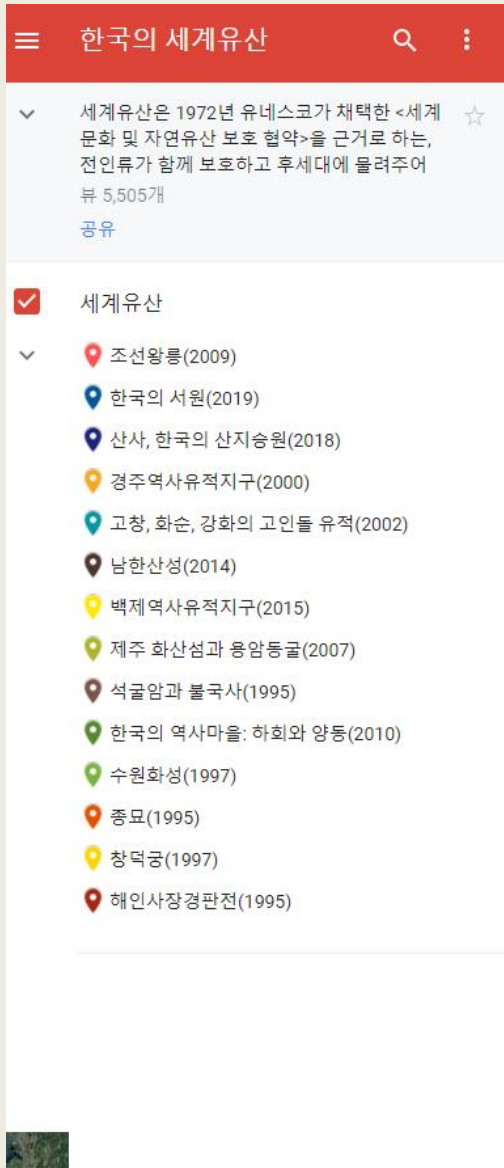 한국의 세계유산
세계유산은 1972년 유네스코가 채택한 <세계
문화 및 자연유산 보호 협약>을 근거로 하는,
전인류가 함께 보호하고 후세대에 물려주어
뷰 5,505개
공유
세계유산
조선왕릉(2009)
한국의 서원(2019)
산사, 한국의 산지승원(2018)
경주역사유적지구(2000)
고창, 화순, 강화의 고인돌 유적(2002)
남한산성(2014)
백제역사유적지구(2015)
제주 화산섬과 용암동굴(2007)
석굴암과 불국사(1995)
한국의 역사마을: 하회와 양동(2010)
수원화성(1997)
종묘(1995)
창덕궁(1997)
해인사장경판전(1995)